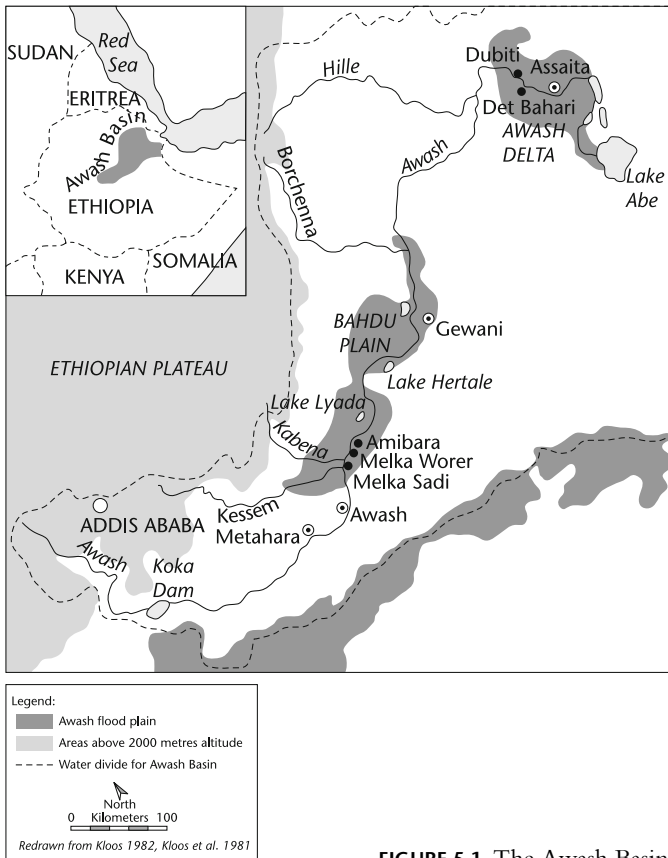 SUDAN
Red
Sea
ERITREA
Awash Basin
ETHIOPIA
KENYA
SOMALIA
Hille
Dubiti
Assaita
Det Bahari
AWASH
DELTA
Lake
Abe
Awash
Borchenna
BAHDU
PLAIN
Gewani
ETHIOPIAN PLATEAU
Lake Hertale
Lake Lyada
Kabena
Amibara
Melka Worer
Melka Sadi
Kessem
ADDIS ABABA
Awash
Metahara
Awash
Koka
Dam
Legend:
Awash flood plain
Areas above 2000 metres altitude
Water divide for Awash Basin
North
0 Kilometers 100
Redrawn from Kloos 1982, Kloos et al. 1981
FIGURE 5.1 The Awash Basin